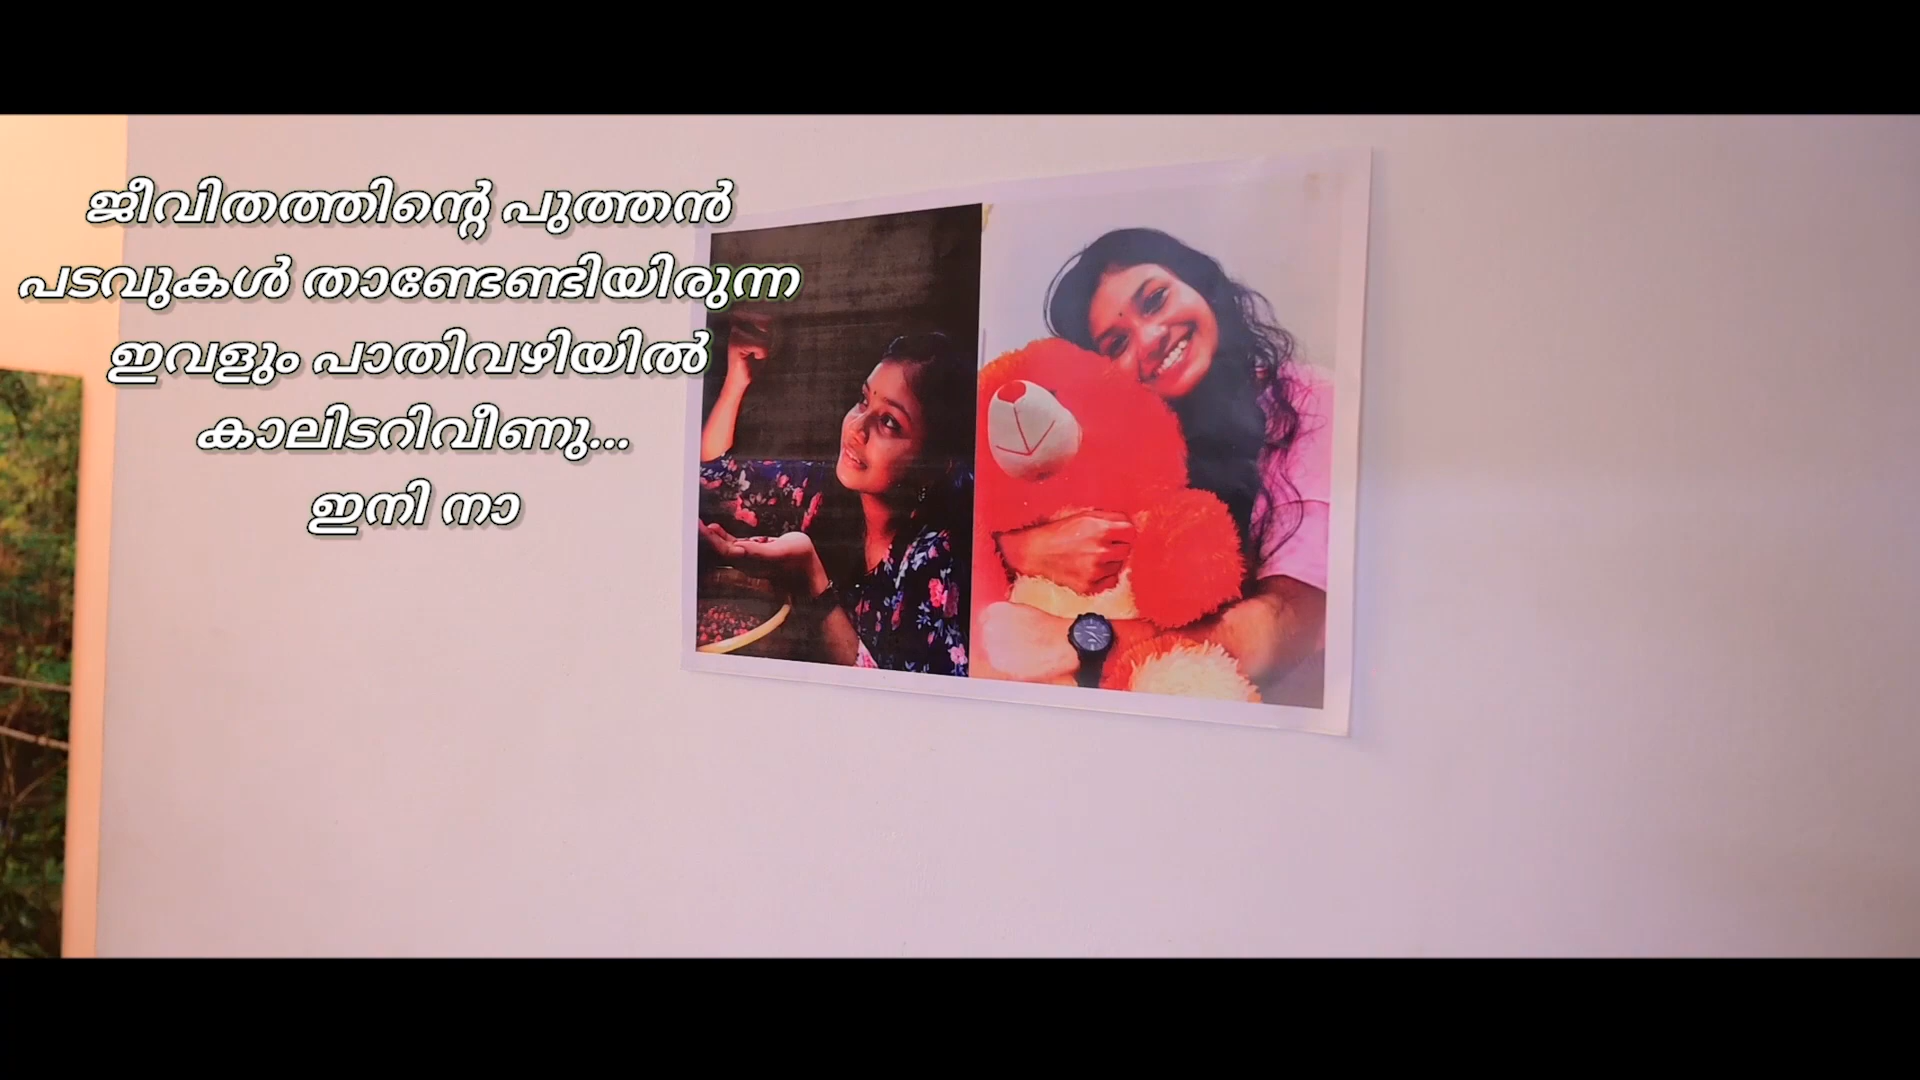 ജീവിതത്തിന്റെ പുത്തൻ
പടവുകൾ താണ്ടേണ്ടിയിരുന്ന
ഇവളും പാതിവഴിയിൽ
കാലിടറിവീണു...
ഇനി നാ